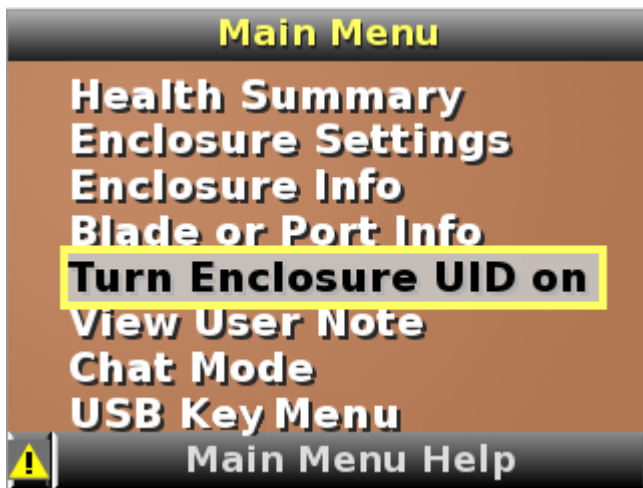 Main Menu
Health Summary
Enclosure Settings
Enclosure Info
Blade or Port Info
Turn Enclosure UID on
View User Note
Chat Mode
USB Key Menu
Main Menu Help